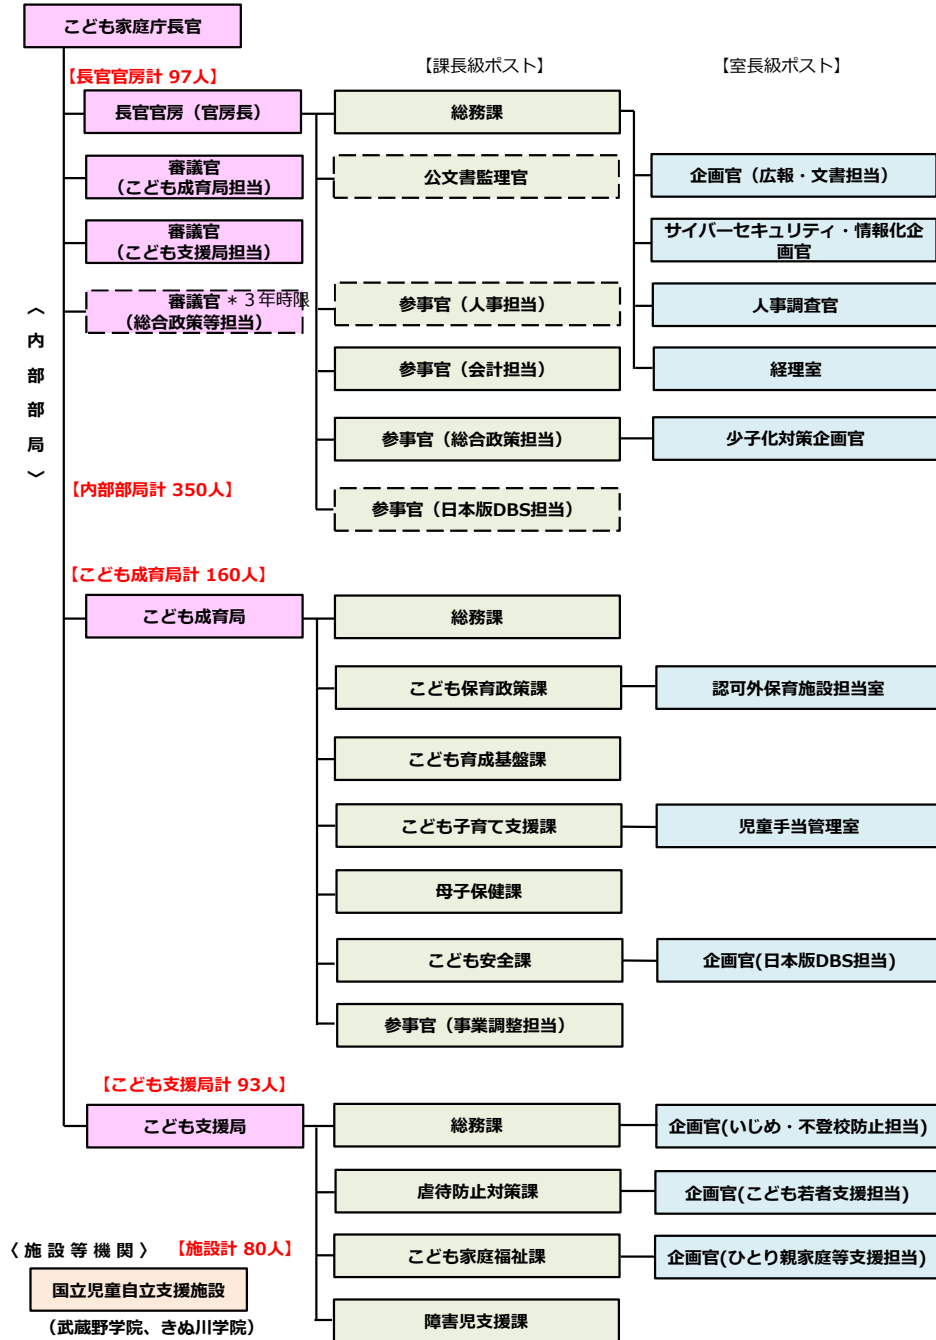 こども家庭庁長官
【長官官房計 97人】
【課長級ポスト】
【室長級ポスト】
長官官房（官房長）
総務課
審議官
（こども成育局担当）
公文書監理官
企画官（広報・文書担当）
審議官
（こども支援局担当）
サイバーセキュリティ・情報化企
画官
審議官 ＊３年時限
（総合政策等担当）
参事官（人事担当）
人事調査官
〈内部部局〉
参事官（会計担当）
経理室
参事官（総合政策担当）
少子化対策企画官
【内部部局計 350人】
参事官（日本版DBS担当）
【こども成育局計 160人】
こども成育局
総務課
こども保育政策課
認可外保育施設担当室
こども育成基盤課
こども子育て支援課
児童手当管理室
母子保健課
こども安全課
企画官(日本版DBS担当)
参事官（事業調整担当）
【こども支援局計 93人】
こども支援局
総務課
企画官(いじめ・不登校防止担当)
虐待防止対策課
企画官(こども若者支援担当)
〈施設等機関〉 【施設計 80人】
こども家庭福祉課
企画官(ひとり親家庭等支援担当)
国立児童自立支援施設
（武蔵野学院、きぬ川学院）
障害児支援課